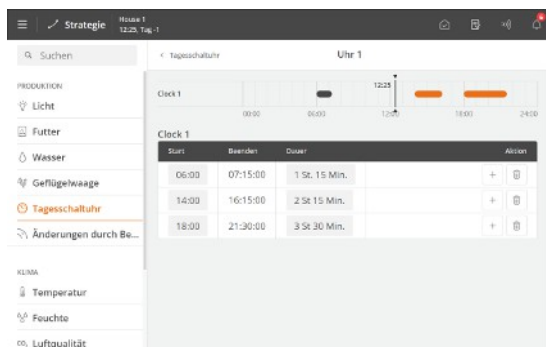 Strategie
House 1
12:25, Tag -1
6
Suchen
< Tagesschaltuhr
Uhr 1
PRODUKTION
Licht
Futter
Wasser
Geflügelwaage
Tagesschaltuhr
Änderungen durch Be...
KLIMA
Temperatur
Feuchte
CO₂ Luftqualität
Clock 1
12:25
00:00 06:00 12:00 18:00 24:00
Clock 1
Start Beenden Dauer Aktion
06:00 07:15:00 1 St. 15 Min. +
14:00 16:15:00 2 St 15 Min. +
18:00 21:30:00 3 St 30 Min. +